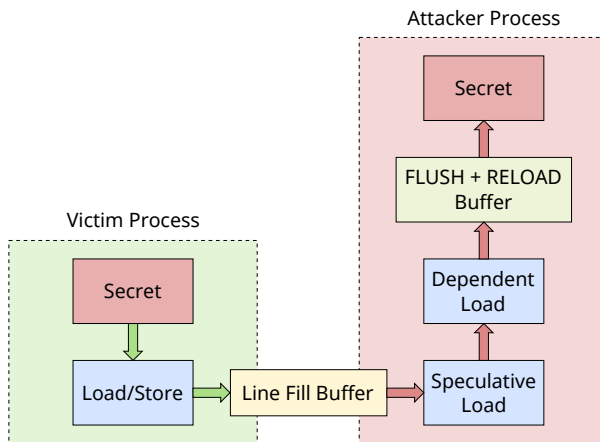 Attacker Process
Secret
FLUSH + RELOAD
Buffer
Victim Process
Secret
Dependent
Load
Load/Store
Line Fill Buffer
Speculative
Load